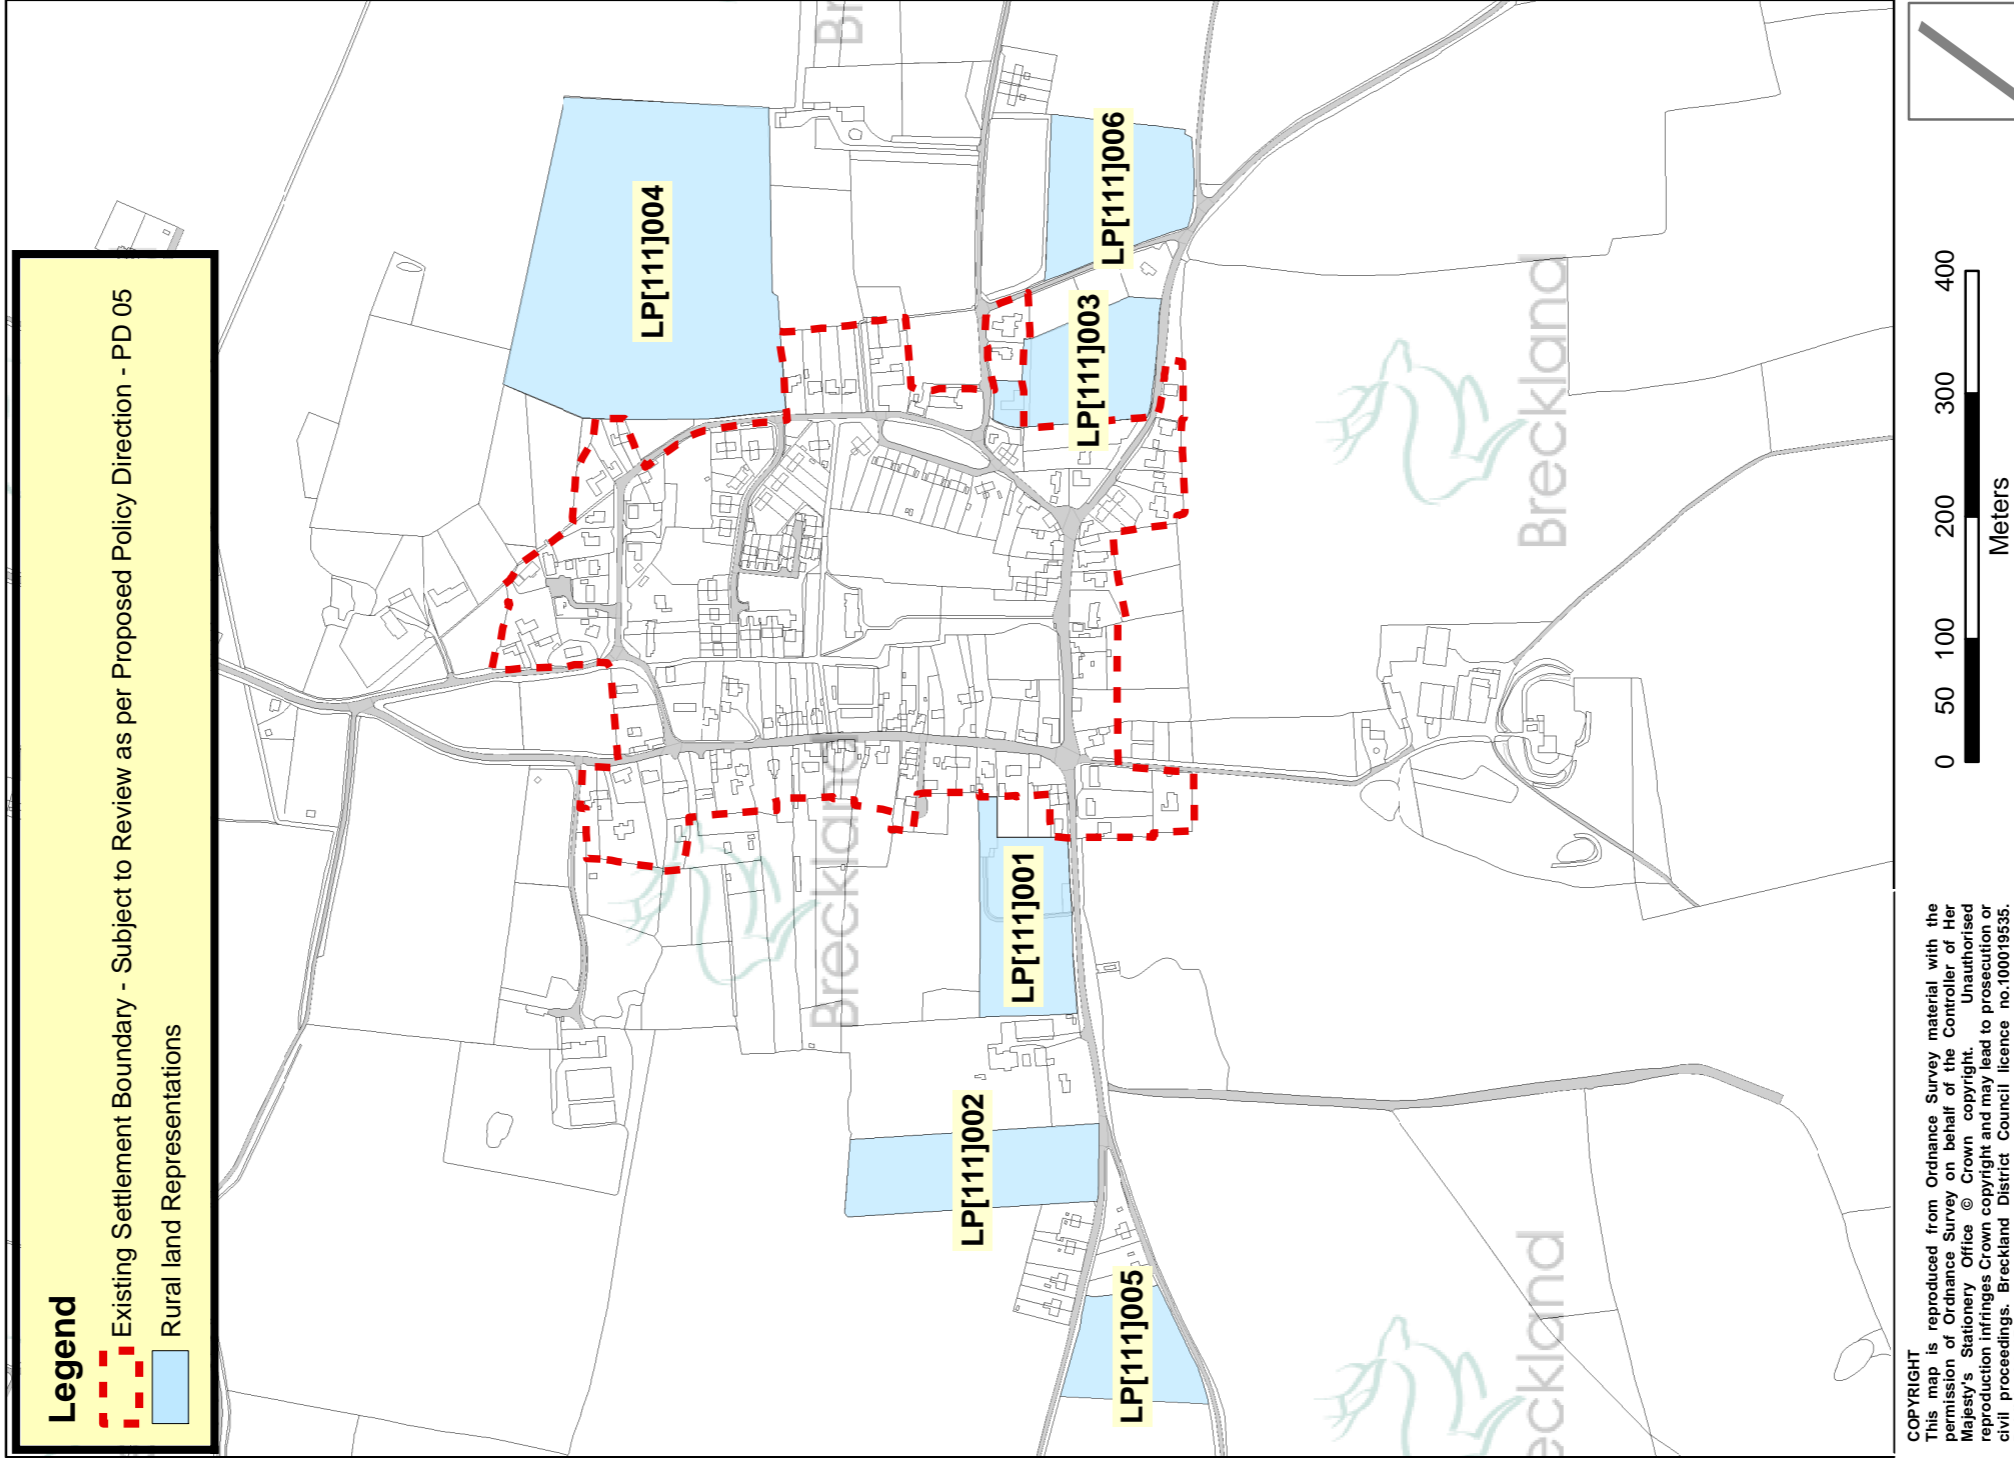 Legend
Existing Settlement Boundary - Subject to Review as per Proposed Policy Direction - PD 05
Rural land Representations
LP[111]004
LP[111]006
LP[111]003
LP[111]001
LP[111]002
LP[111]005
Br
Breckland
Breckland
eckland
0 50 100 200 300 400
Meters
COPYRIGHT
This map is reproduced from Ordnance Survey material with the
permission of Ordnance Survey on behalf of the Controller of Her
Majesty's Stationery Office © Crown copyright. Unauthorised
reproduction infringes Crown copyright and may lead to prosecution or
civil proceedings. Breckland District Council licence no.100019535.